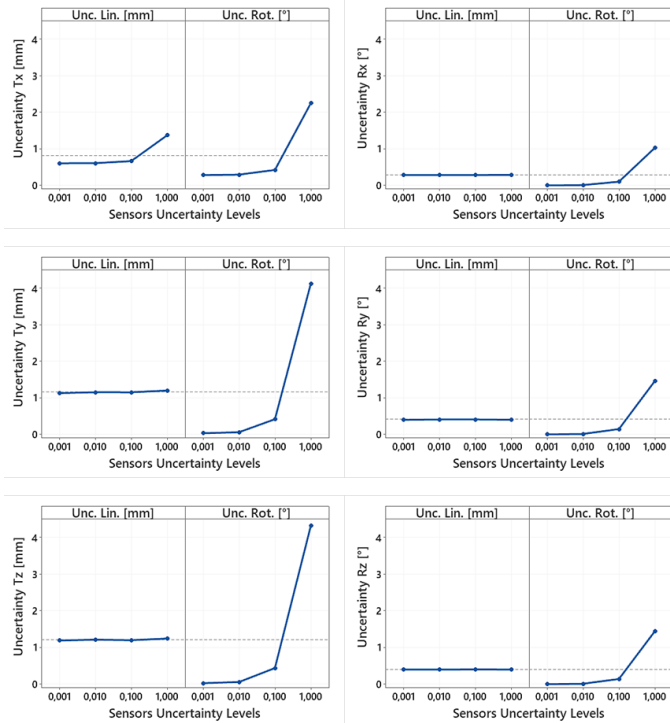 Unc. Lin. [mm] Unc. Rot. [°]
Uncertainty Tx [mm]
4
3
2
1
0
0,001 0,010 0,100 1,000 0,001 0,010 0,100 1,000
Sensors Uncertainty Levels
Unc. Lin. [mm] Unc. Rot. [°]
Uncertainty Rx [°]
4
3
2
1
0
0,001 0,010 0,100 1,000 0,001 0,010 0,100 1,000
Sensors Uncertainty Levels
Unc. Lin. [mm] Unc. Rot. [°]
Uncertainty Ty [mm]
4
3
2
1
0
0,001 0,010 0,100 1,000 0,001 0,010 0,100 1,000
Sensors Uncertainty Levels
Unc. Lin. [mm] Unc. Rot. [°]
Uncertainty Ry [°]
4
3
2
1
0
0,001 0,010 0,100 1,000 0,001 0,010 0,100 1,000
Sensors Uncertainty Levels
Unc. Lin. [mm] Unc. Rot. [°]
Uncertainty Tz [mm]
4
3
2
1
0
0,001 0,010 0,100 1,000 0,001 0,010 0,100 1,000
Sensors Uncertainty Levels
Unc. Lin. [mm] Unc. Rot. [°]
Uncertainty Rz [°]
4
3
2
1
0
0,001 0,010 0,100 1,000 0,001 0,010 0,100 1,000
Sensors Uncertainty Levels